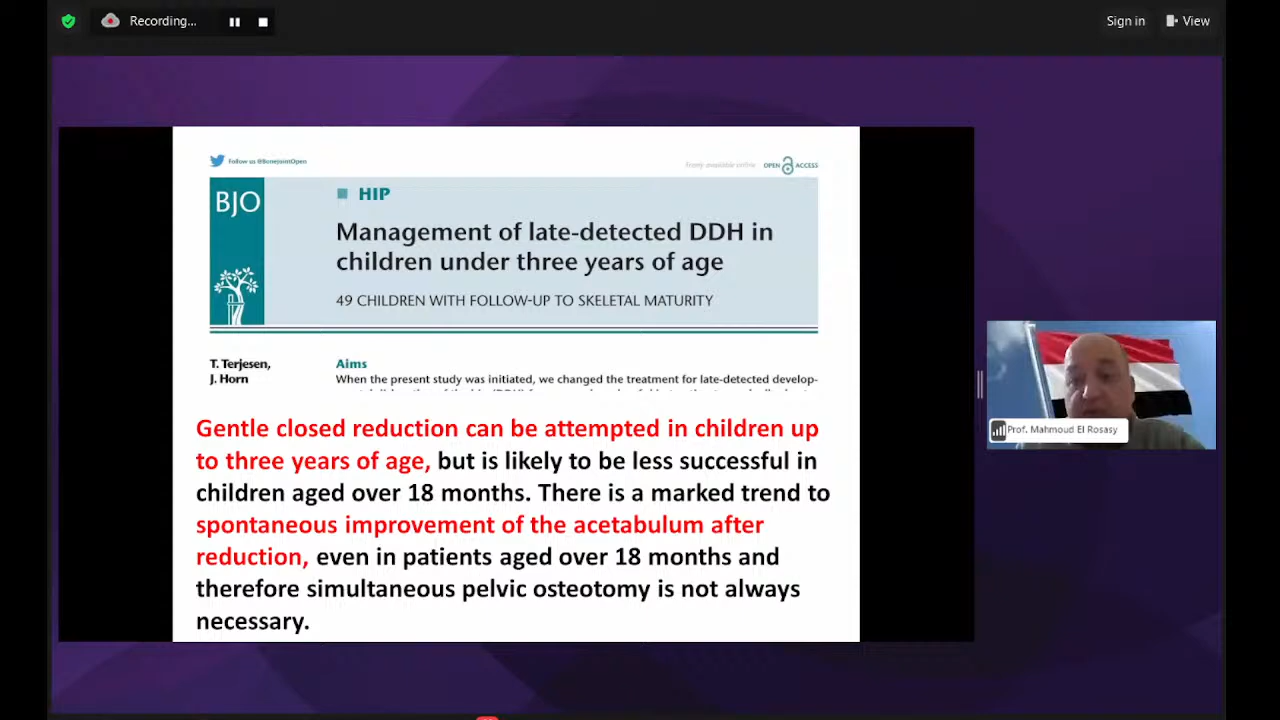 Recording...
Sign in
View
Follow us @BoneJointOpen
Freely available online
OPEN ACCESS
BJO
HIP
Management of late-detected DDH in
children under three years of age
49 CHILDREN WITH FOLLOW-UP TO SKELETAL MATURITY
T. Terjesen,
J. Horn
Aims
When the present study was initiated, we changed the treatment for late-detected develop-
Gentle closed reduction can be attempted in children up
to three years of age, but is likely to be less successful in
children aged over 18 months. There is a marked trend to
spontaneous improvement of the acetabulum after
reduction, even in patients aged over 18 months and
therefore simultaneous pelvic osteotomy is not always
necessary.
Prof. Mahmoud El Rosasy